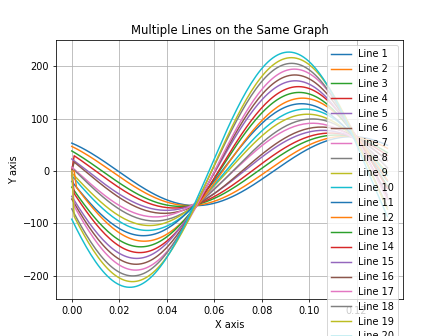 Multiple Lines on the Same Graph
Y axis
200
100
0
−100
−200
0.00
0.02
0.04
0.06
0.08
0.10
X axis
Line 1
Line 2
Line 3
Line 4
Line 5
Line 6
Line 7
Line 8
Line 9
Line 10
Line 11
Line 12
Line 13
Line 14
Line 15
Line 16
Line 17
Line 18
Line 19
Line 20